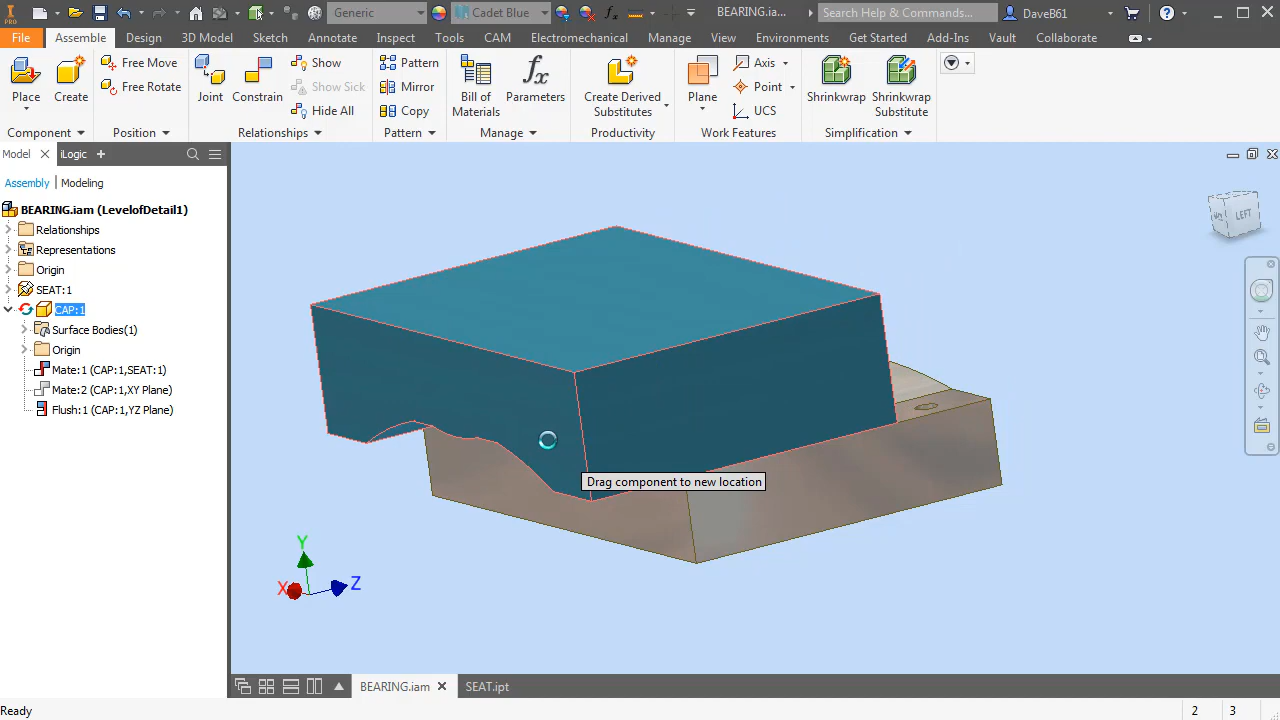 PRO Generic Cadet Blue BEARING.ia... Search Help & Commands... DaveB61
File Assemble Design 3D Model Sketch Annotate Inspect Tools CAM Electromechanical Manage View Environments Get Started Add-Ins Vault Collaborate
Place Create Free Move Free Rotate
Component Position
Joint Constrain Show Show Sick Hide All
Relationships
Pattern Mirror Copy
Pattern
Bill of Materials fx Parameters
Manage
Create Derived Substitutes
Productivity
Plane Axis Point UCS
Work Features
Shrinkwrap Shrinkwrap Substitute
Simplification
Model iLogic +
Assembly Modeling
BEARING.iam (LevelofDetail1)
Relationships
Representations
Origin
SEAT:1
CAP:1
Surface Bodies(1)
Origin
Mate:1 (CAP:1,SEAT:1)
Mate:2 (CAP:1,XY Plane)
Flush:1 (CAP:1,YZ Plane)
LEFT
Drag component to new location
Y
X
Z
BEARING.iam SEAT.ipt
Ready 2 3